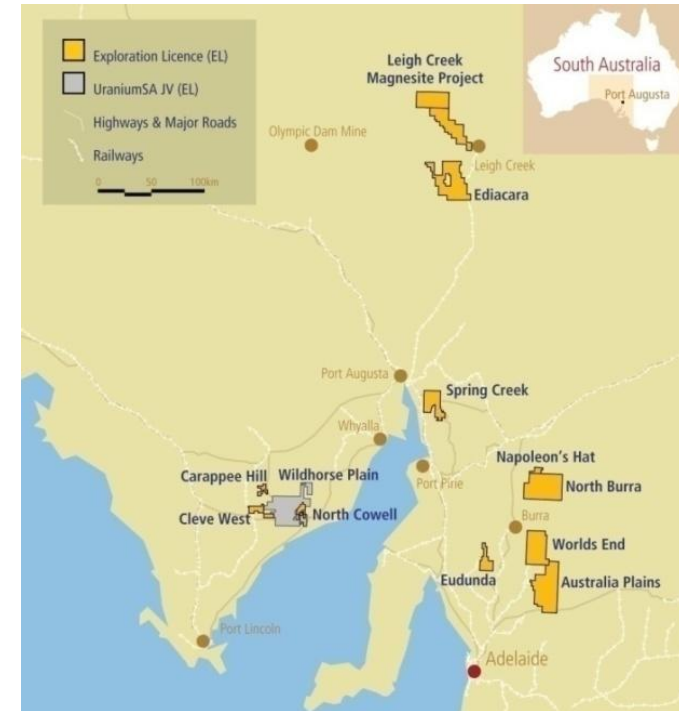 Exploration Licence (EL)
UraniumSA JV (EL)
Highways & Major Roads
Railways
0 50 100km
Leigh Creek
Magnesite Project
South Australia
Port Augusta
Olympic Dam Mine
Leigh Creek
Ediacara
Port Augusta
Spring Creek
Whyalla
Napoleon's Hat
Carappee Hill
Wildhorse Plain
Port Pirie
North Burra
Cleve West
North Cowell
Burra
Worlds End
Eudunda
Australia Plains
Port Lincoln
Adelaide